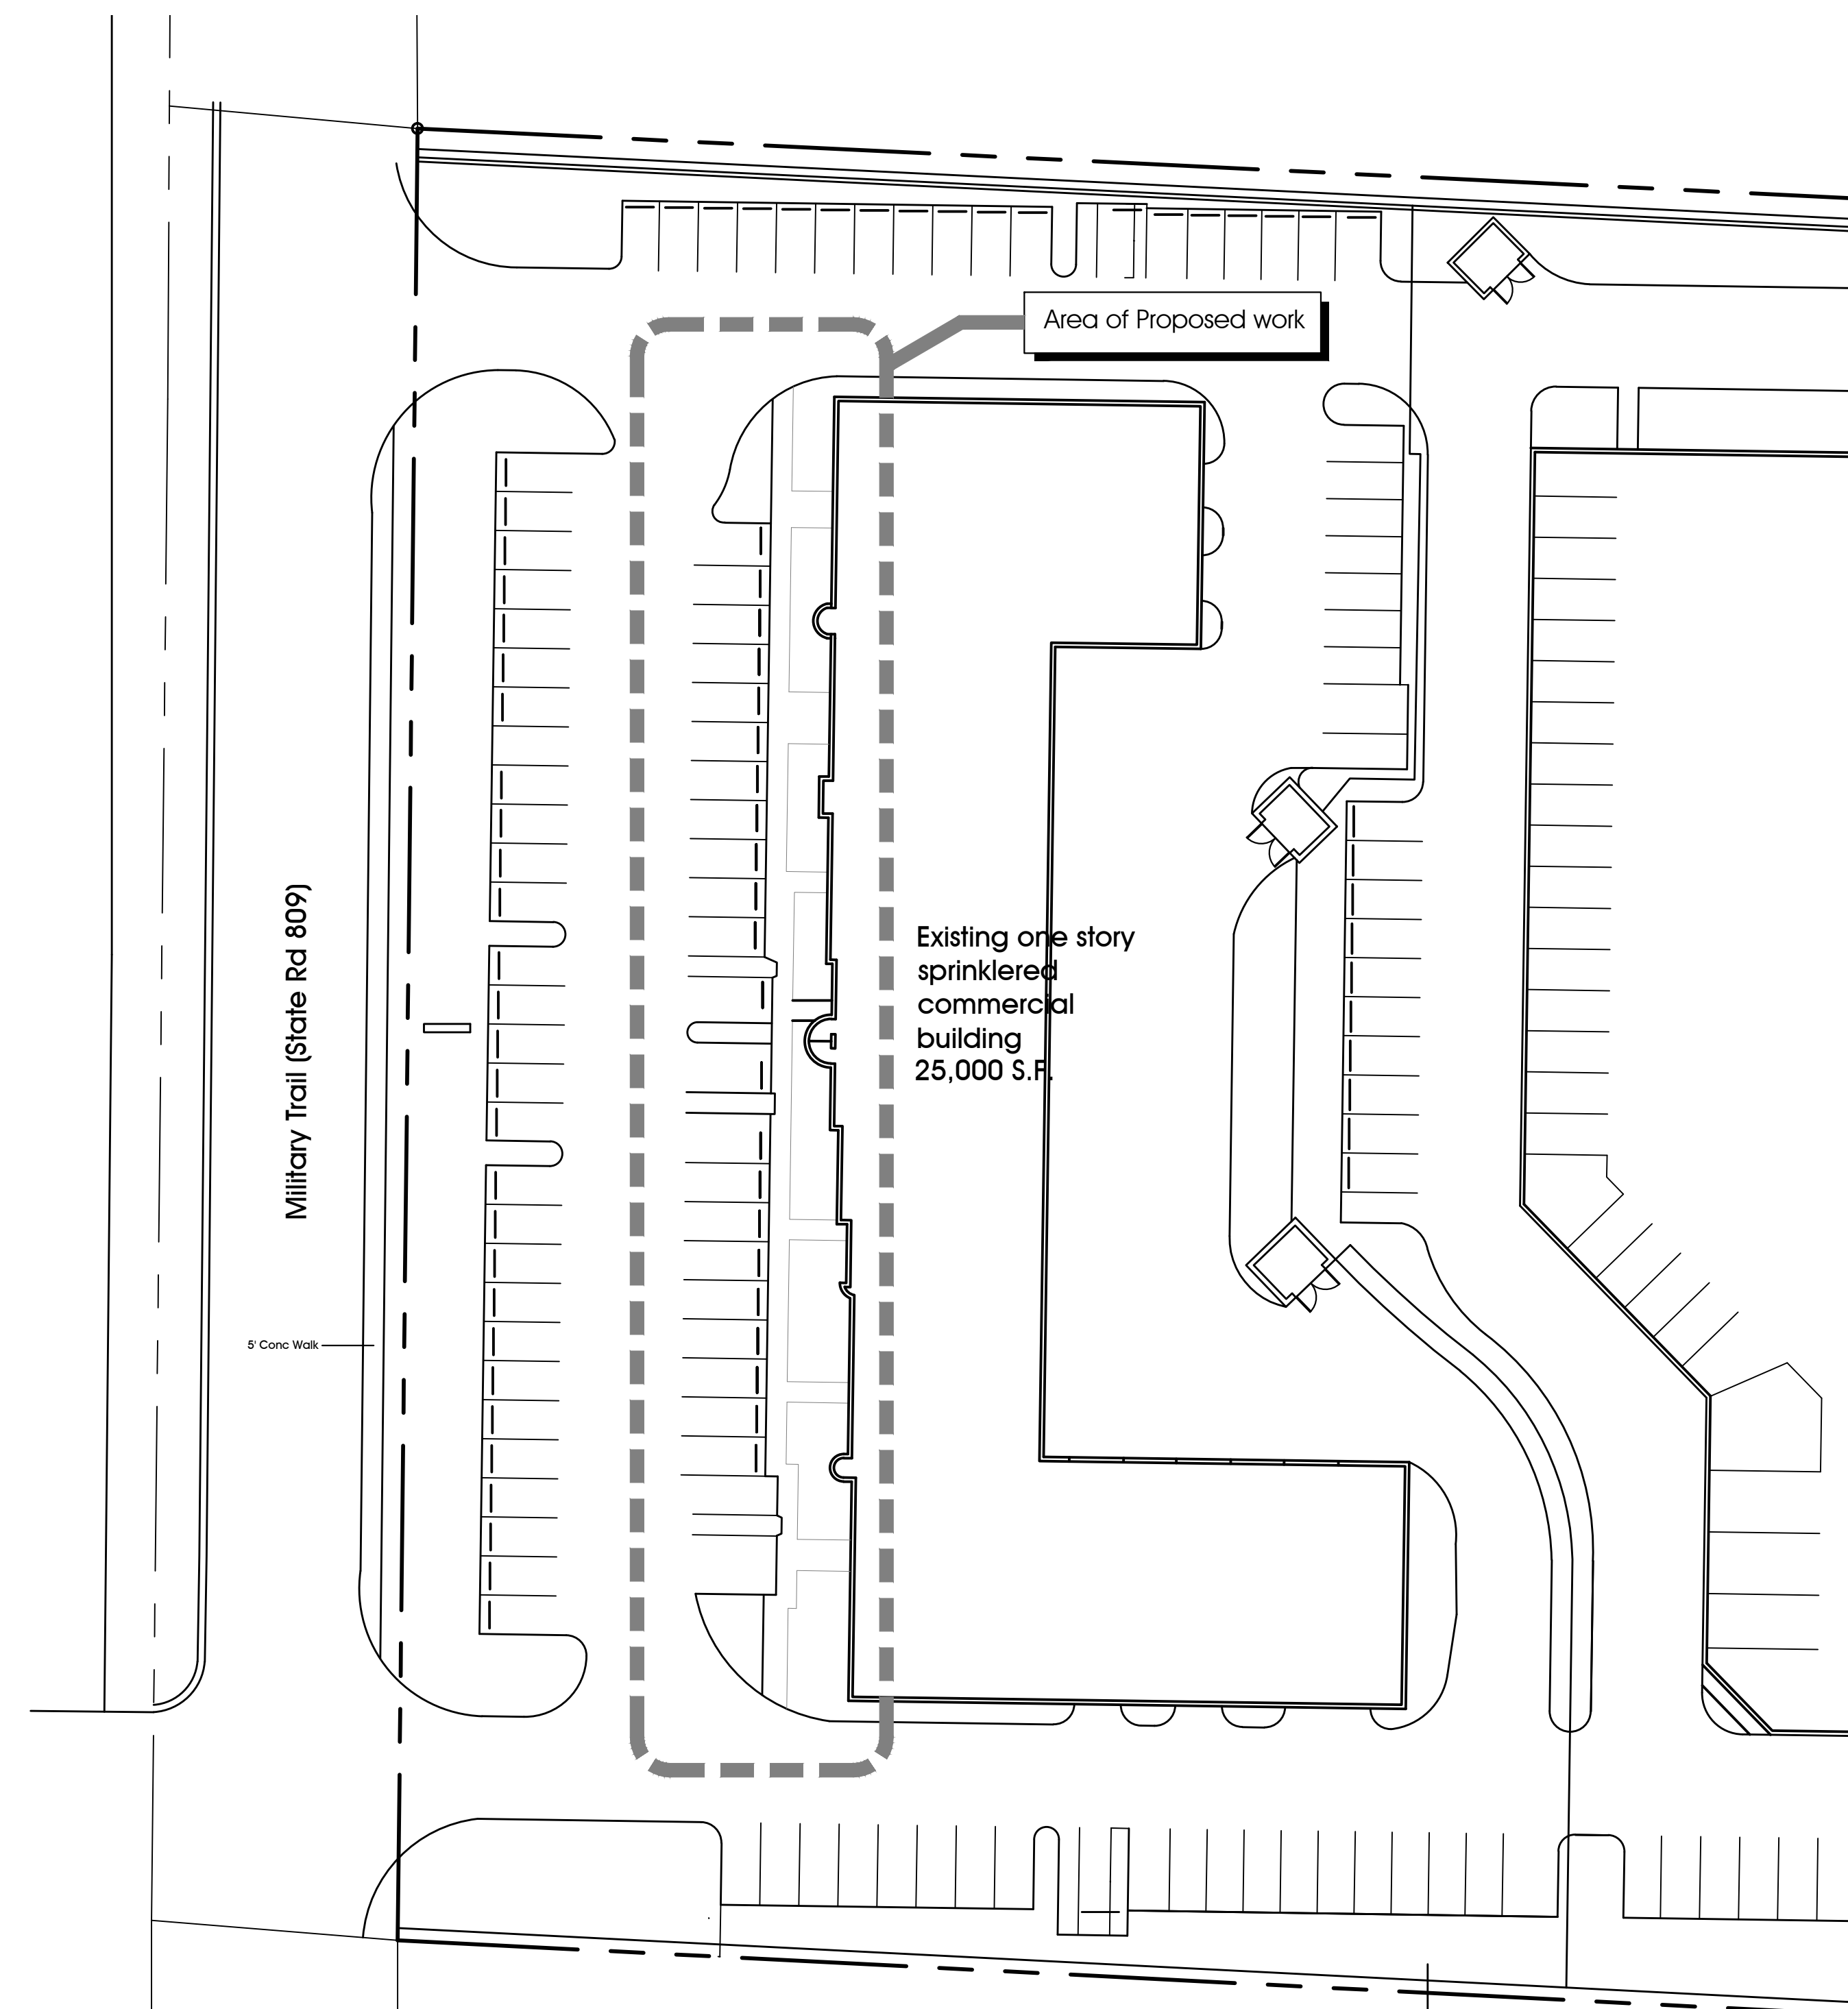 Area of Proposed work
Existing one story
sprinklered
commercial
building
25,000 S.F.
Military Trail (State Rd 809)
5' Conc Walk